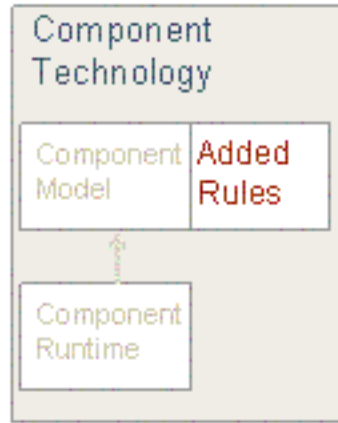 Component
Technology
Component
Model
Added
Rules
Component
Runtime